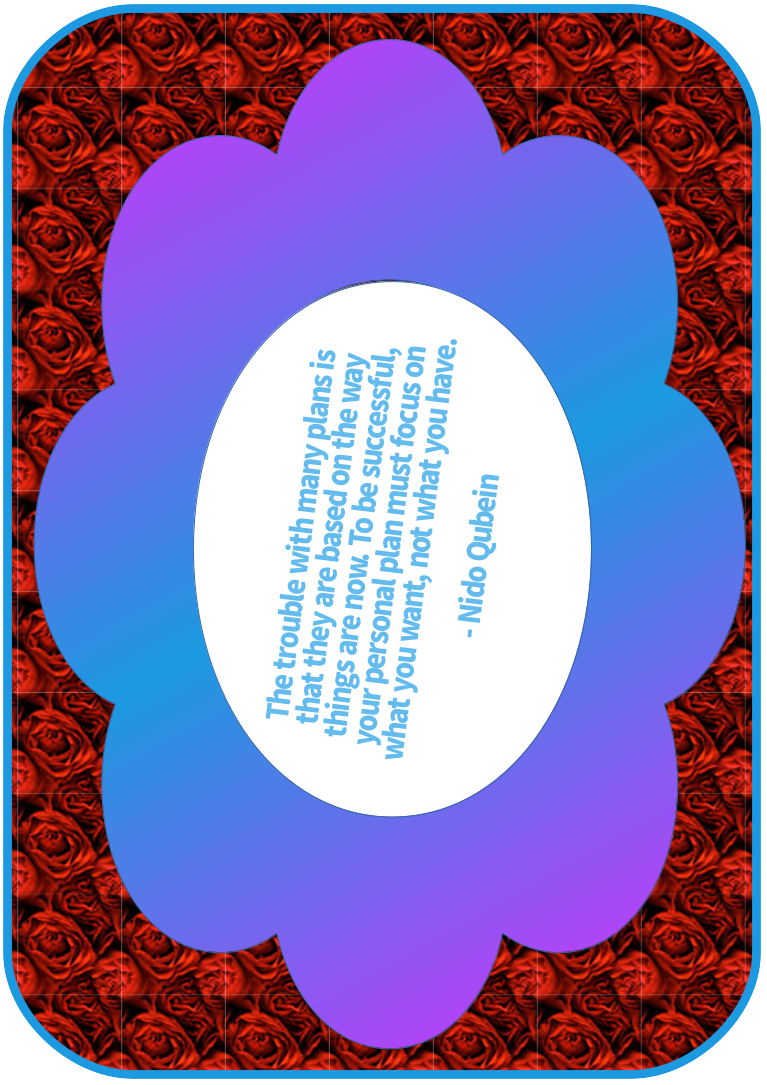 The trouble with many plans is
that they are based on the way
things are now. To be successful,
your personal plan must focus on
what you want, not what you have.
- Nido Qubein